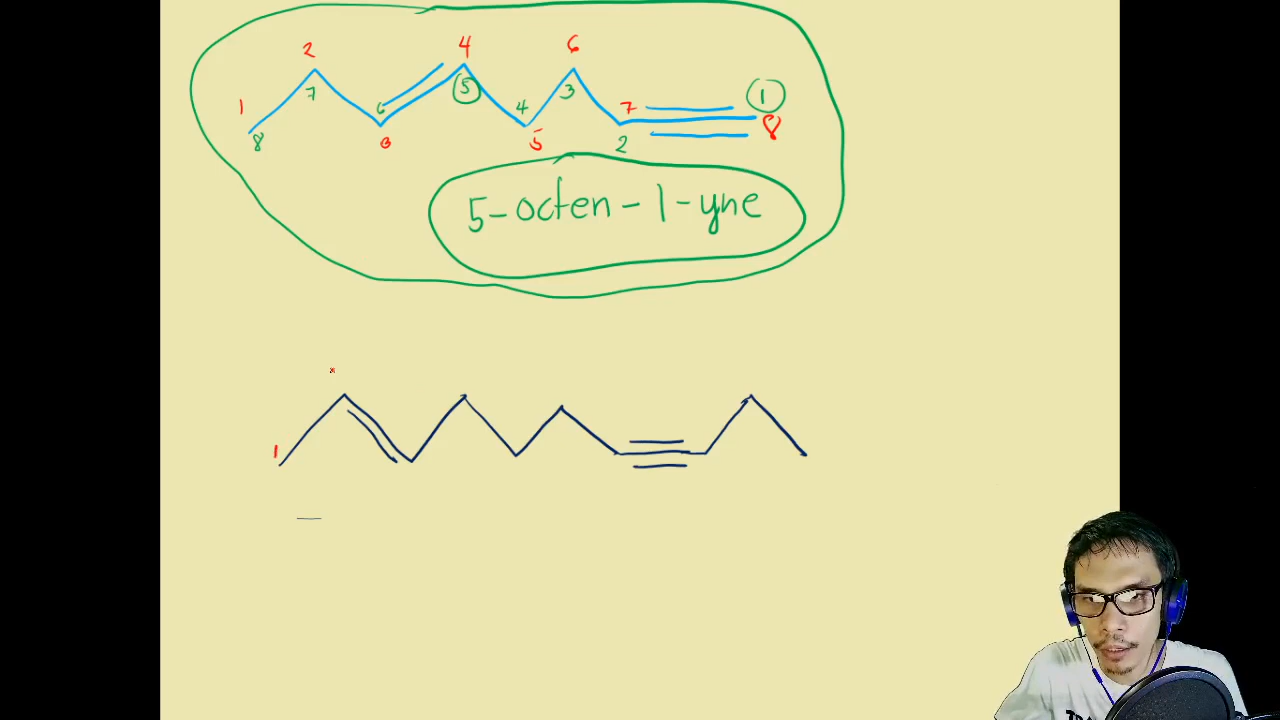 2 4 6
1 7 6 5 4 3 7 1
8 3 5 2 8
5-octen-1-yne
1